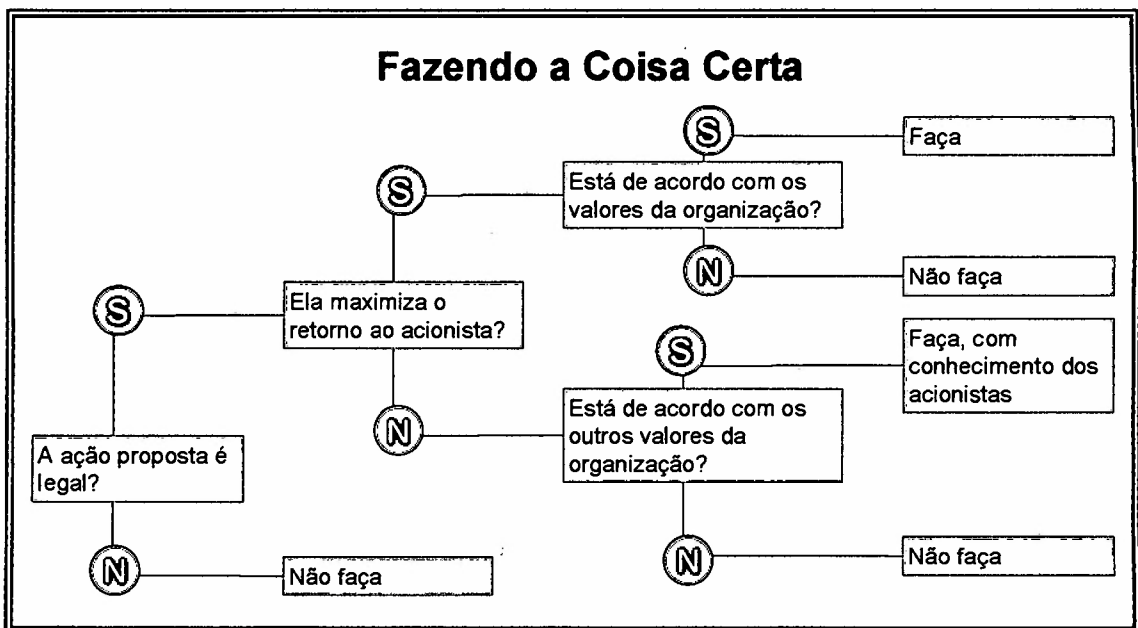 Fazendo a Coisa Certa
S
Faça
Está de acordo com os
valores da organização?
S
N
Não faça
Ela maximiza o
retorno ao acionista?
S
S
Faça, com
conhecimento dos
acionistas
Está de acordo com os
outros valores da
organização?
N
A ação proposta é
legal?
N
Não faça
N
Não faça